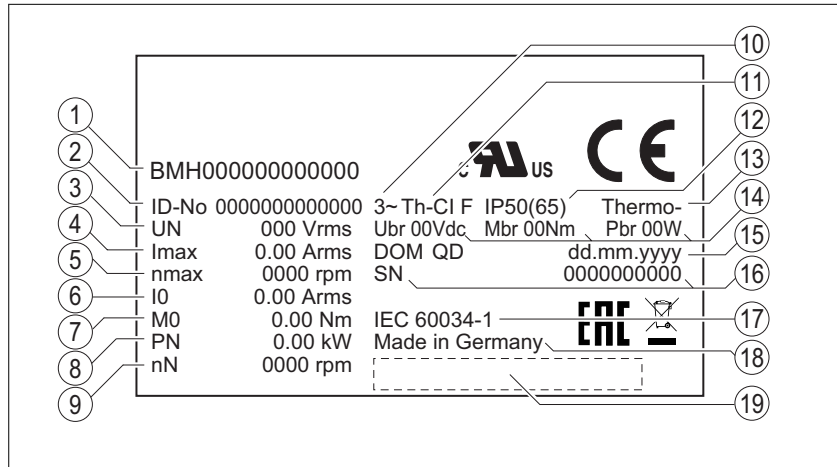 10
11
1
12
2
13
3
14
4
15
5
16
6
7
17
8
18
9
19
BMH000000000000
c RU US CE
ID-No 0000000000000 3~ Th-CI F IP50(65) Thermo-
UN 000 Vrms Ubr 00Vdc Mbr 00Nm Pbr 00W
Imax 0.00 Arms DOM QD dd.mm.yyyy
nmax 0000 rpm SN 0000000000
I0 0.00 Arms
M0 0.00 Nm IEC 60034-1 EAC
PN 0.00 kW Made in Germany
nN 0000 rpm